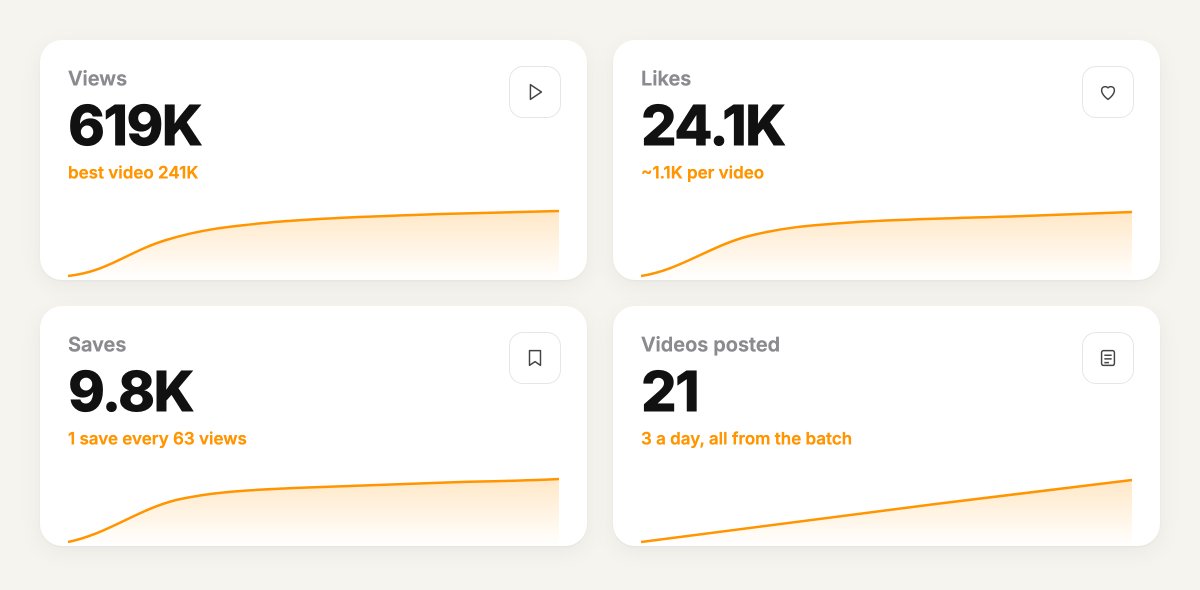 Views
619K
best video 241K
Likes
24.1K
~1.1K per video
Saves
9.8K
1 save every 63 views
Videos posted
21
3 a day, all from the batch